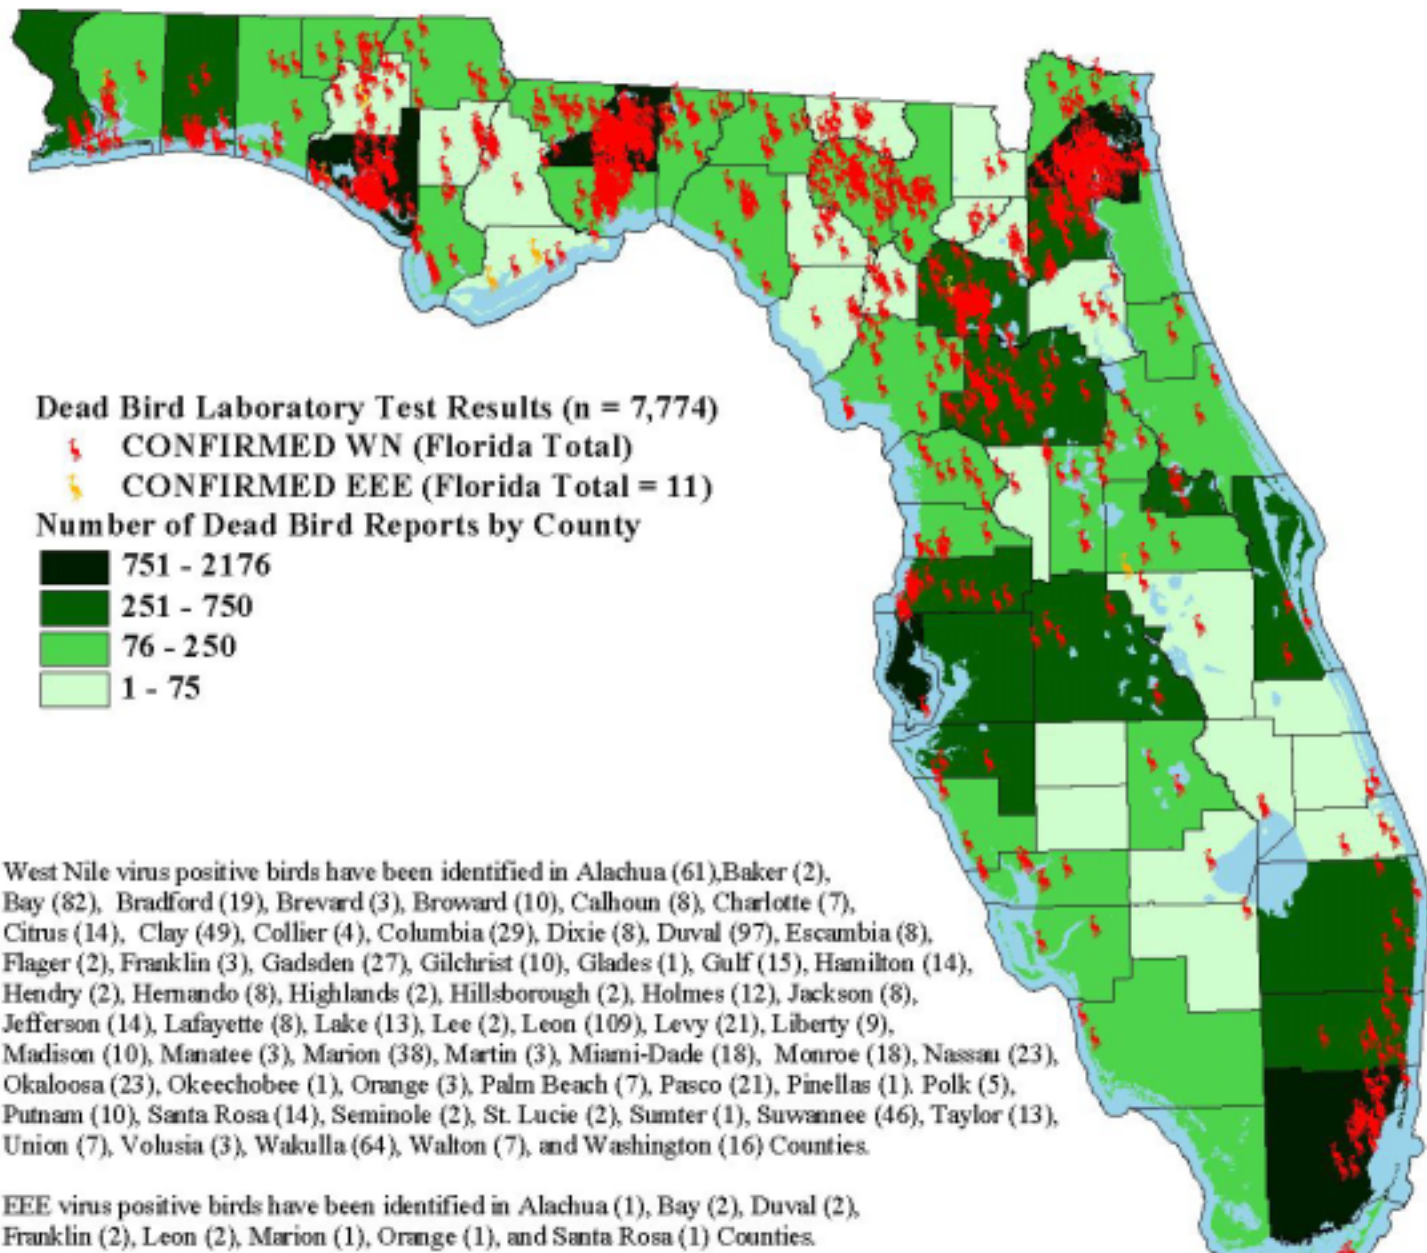 Dead Bird Laboratory Test Results (n = 7,774)
CONFIRMED WN (Florida Total)
CONFIRMED EEE (Florida Total = 11)
Number of Dead Bird Reports by County
751 - 2176
251 - 750
76 - 250
1 - 75
West Nile virus positive birds have been identified in Alachua (61),Baker (2),
Bay (82), Bradford (19), Brevard (3), Broward (10), Calhoun (8), Charlotte (7),
Citrus (14), Clay (49), Collier (4), Columbia (29), Dixie (8), Duval (97), Escambia (8),
Flager (2), Franklin (3), Gadsden (27), Gilchrist (10), Glades (1), Gulf (15), Hamilton (14),
Hendry (2), Hernando (8), Highlands (2), Hillsborough (2), Holmes (12), Jackson (8),
Jefferson (14), Lafayette (8), Lake (13), Lee (2), Leon (109), Levy (21), Liberty (9),
Madison (10), Manatee (3), Marion (38), Martin (3), Miami-Dade (18), Monroe (18), Nassau (23),
Okaloosa (23), Okeechobee (1), Orange (3), Palm Beach (7), Pasco (21), Pinellas (1). Polk (5),
Putnam (10), Santa Rosa (14), Seminole (2), St. Lucie (2), Sumter (1), Suwannee (46), Taylor (13),
Union (7), Volusia (3), Wakulla (64), Walton (7), and Washington (16) Counties.
EEE virus positive birds have been identified in Alachua (1), Bay (2), Duval (2),
Franklin (2), Leon (2), Marion (1), Orange (1), and Santa Rosa (1) Counties.